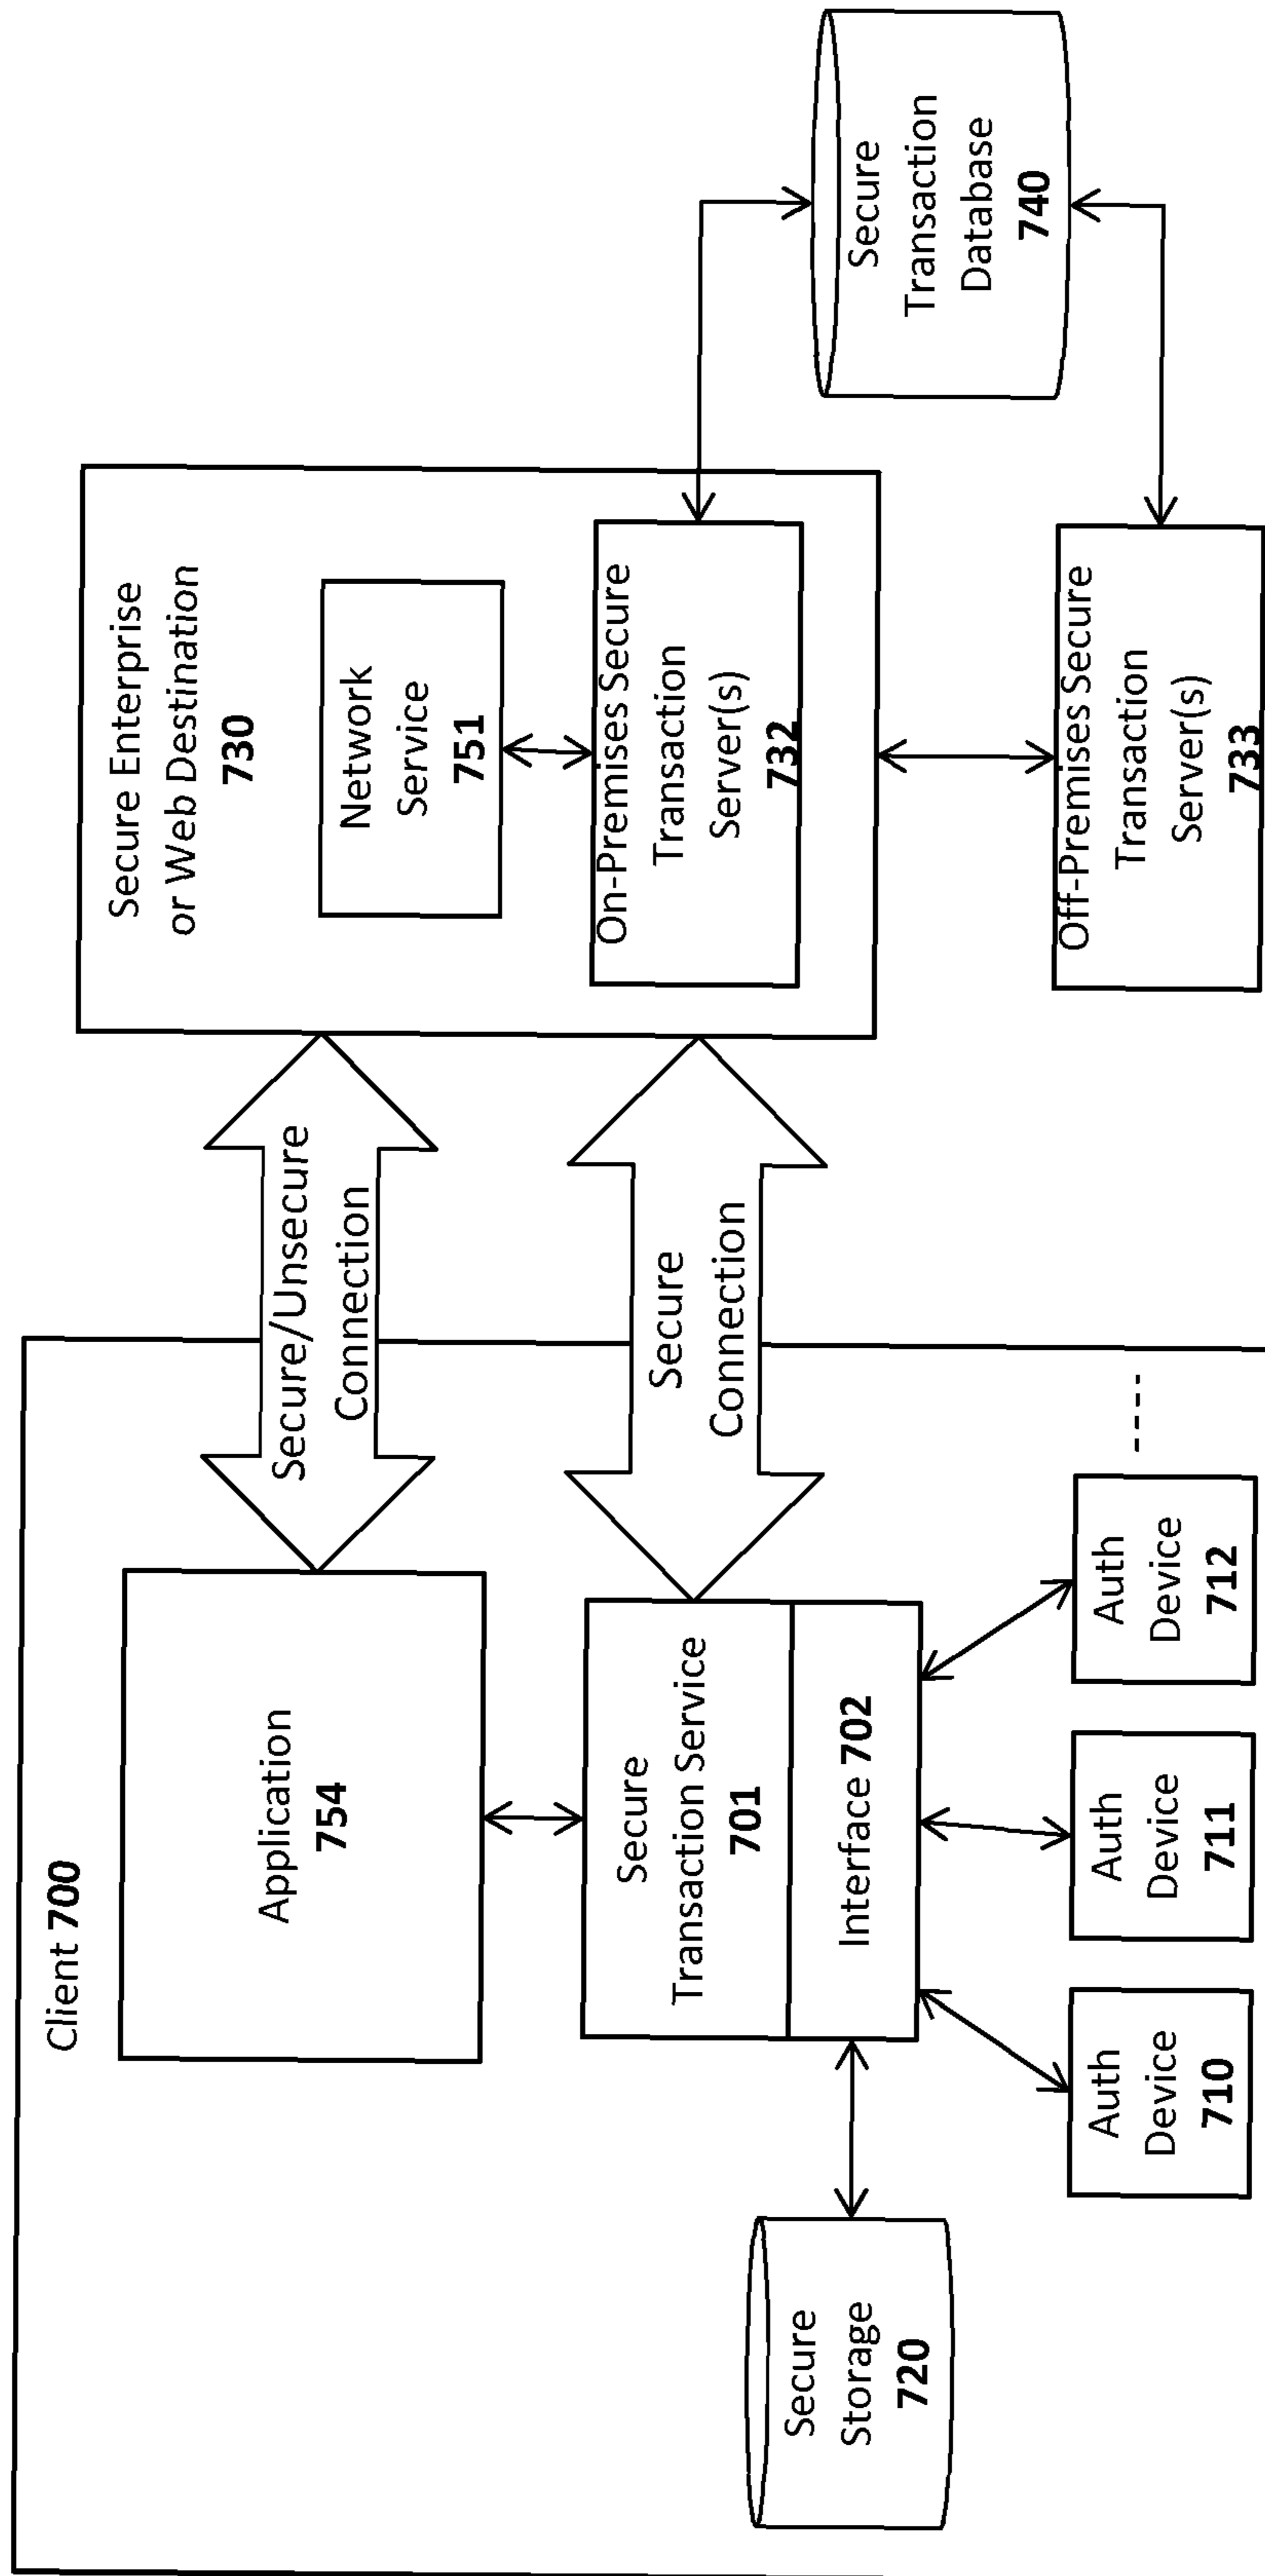 Client 700
Application
754
Secure
Transaction Service
701
Interface 702
Secure
Storage
720
Auth
Device
710
Auth
Device
711
Auth
Device
712
Secure/Unsecure
Connection
Secure
Connection
Secure Enterprise
or Web Destination
730
Network
Service
751
On-Premises Secure
Transaction
Server(s)
732
Off-Premises Secure
Transaction
Server(s)
733
Secure
Transaction
Database
740